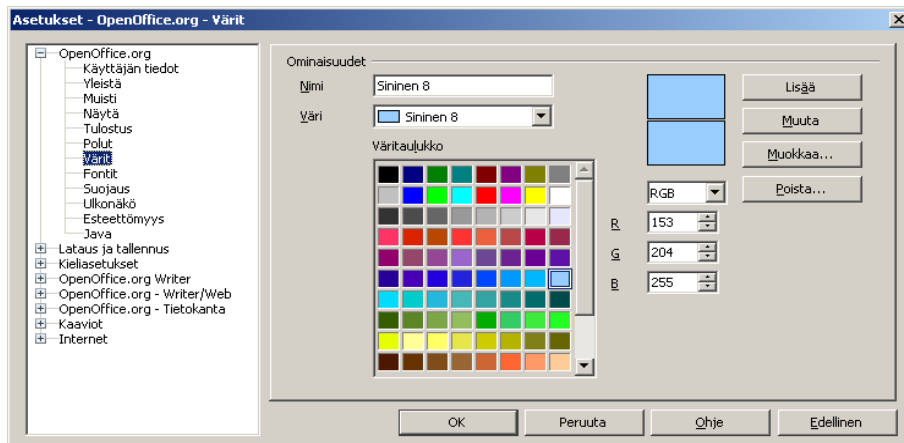 Asetukset - OpenOffice.org - Värit
OpenOffice.org
Käyttäjän tiedot
Yleistä
Muisti
Näytä
Tulostus
Polut
Värit
Fontit
Suojaus
Ulkonäkö
Esteettömyys
Java
Lataus ja tallennus
Kieliasetukset
OpenOffice.org Writer
OpenOffice.org - Writer/Web
OpenOffice.org - Tietokanta
Kaaviot
Internet
Ominaisuudet
Nimi
Sininen 8
Väri
Sininen 8
Väritaulukko
Lisää
Muuta
Muokkaa...
Poista...
RGB
R
153
G
204
B
255
OK
Peruuta
Ohje
Edellinen